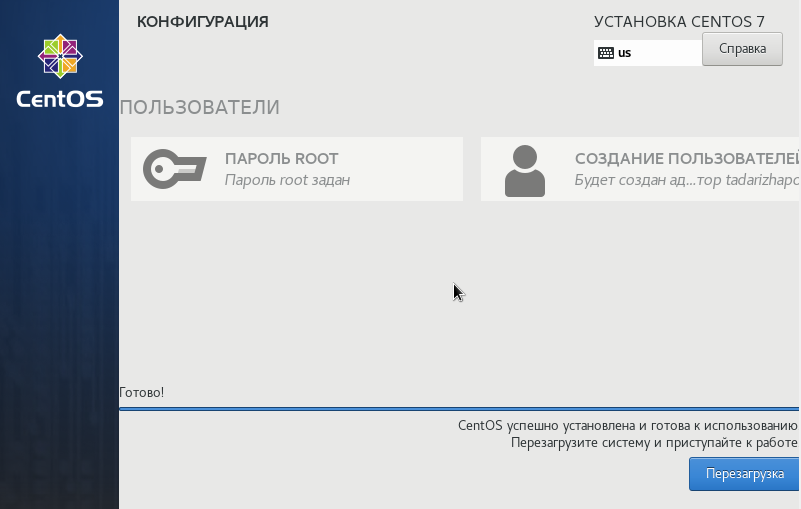 КОНФИГУРАЦИЯ
УСТАНОВКА CENTOS 7
us
Справка
CentOS
ПОЛЬЗОВАТЕЛИ
ПАРОЛЬ ROOT
Пароль root задан
СОЗДАНИЕ ПОЛЬЗОВАТЕЛЕЙ
Будет создан ад...тор tadarizhapo
Готово!
CentOS успешно установлена и готова к использованию
Перезагрузите систему и приступайте к работе
Перезагрузка